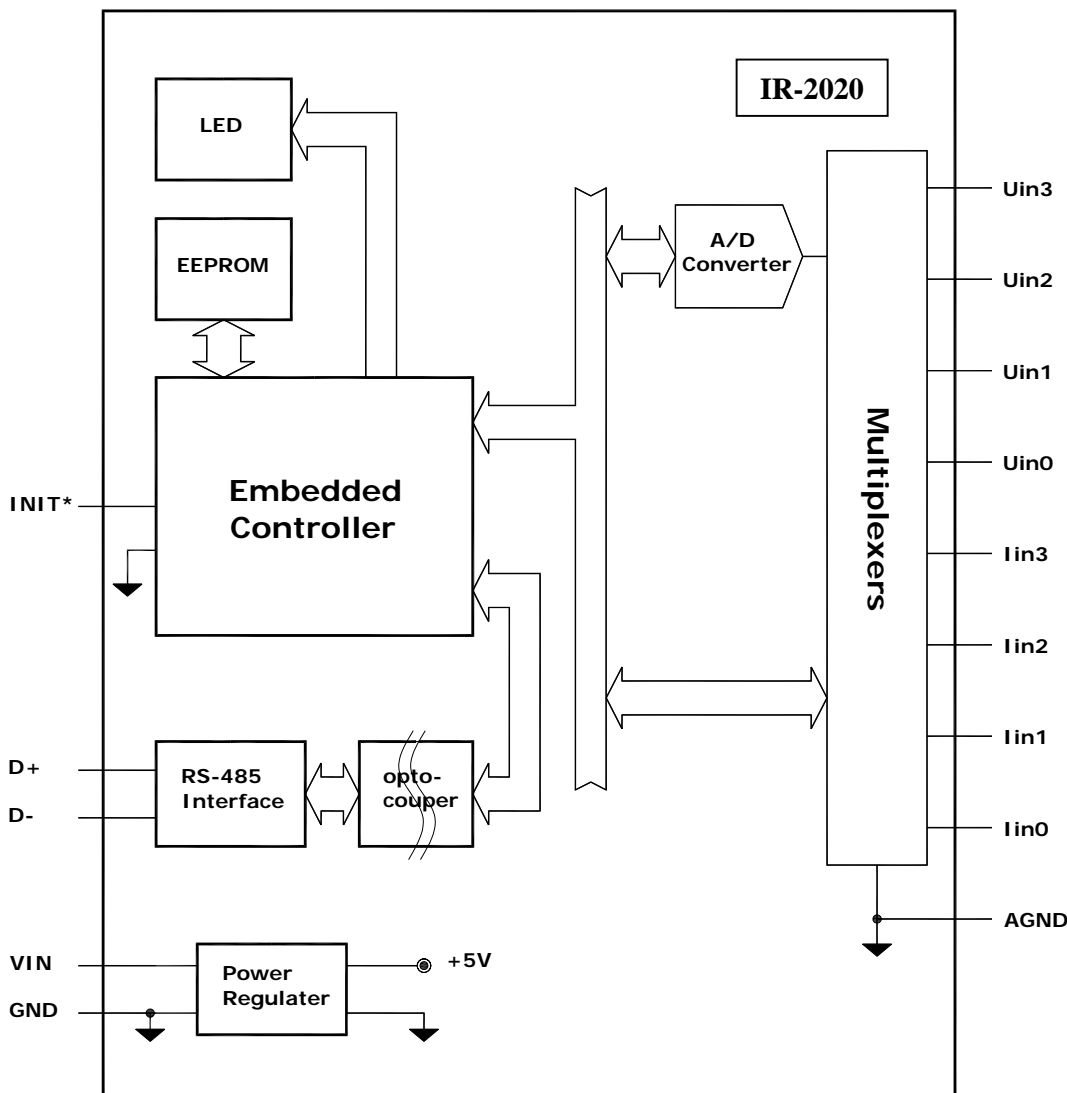 IR-2020
LED
EEPROM
A/D
Converter
Uin3
Uin2
Uin1
Uin0
Iin3
Iin2
Iin1
Iin0
AGND
Multiplexers
INIT*
Embedded
Controller
D+
D-
RS-485
Interface
opto-
couper
VIN
GND
Power
Regulater
+5V